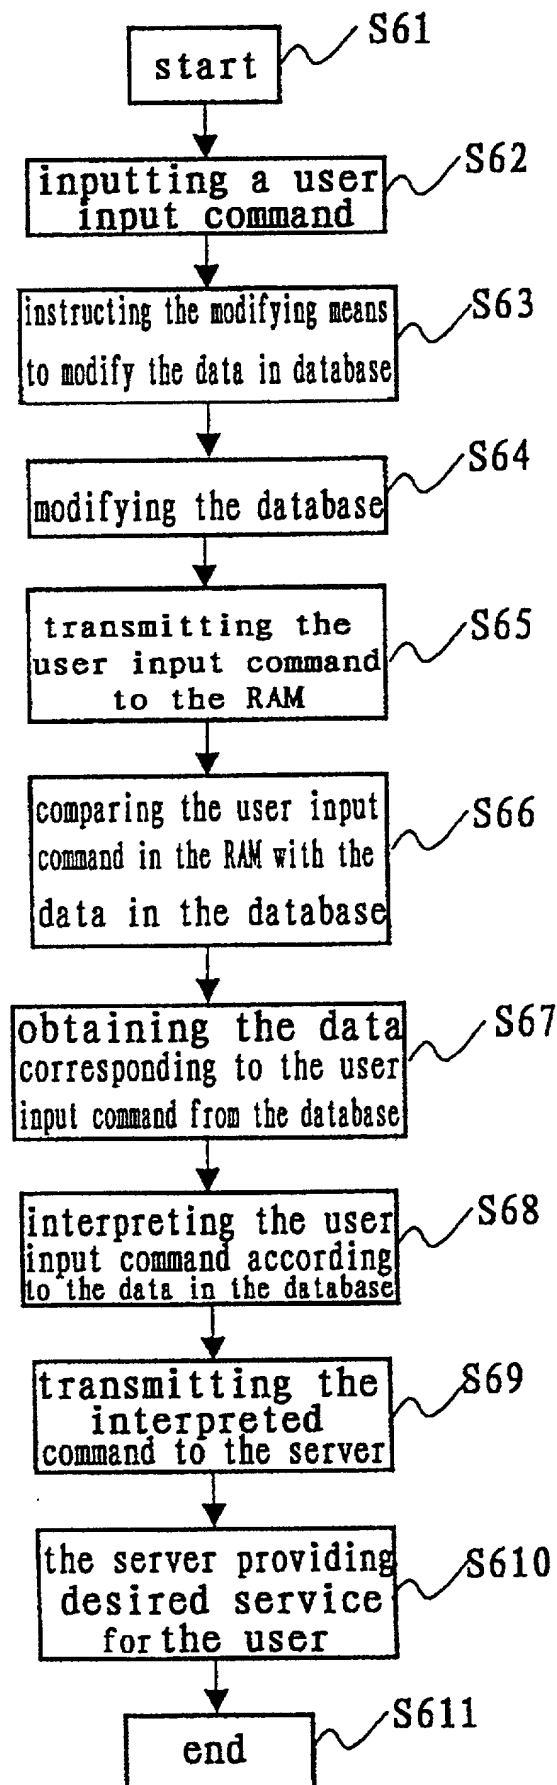 S61
start
S62
inputting a user
input command
S63
instructing the modifying means
to modify the data in database
S64
modifying the database
S65
transmitting the
user input command
to the RAM
S66
comparing the user input
command in the RAM with the
data in the database
S67
obtaining the data
corresponding to the user
input command from the database
S68
interpreting the user
input command according
to the data in the database
S69
transmitting the
interpreted
command to the server
S610
the server providing
desired service
for the user
S611
end